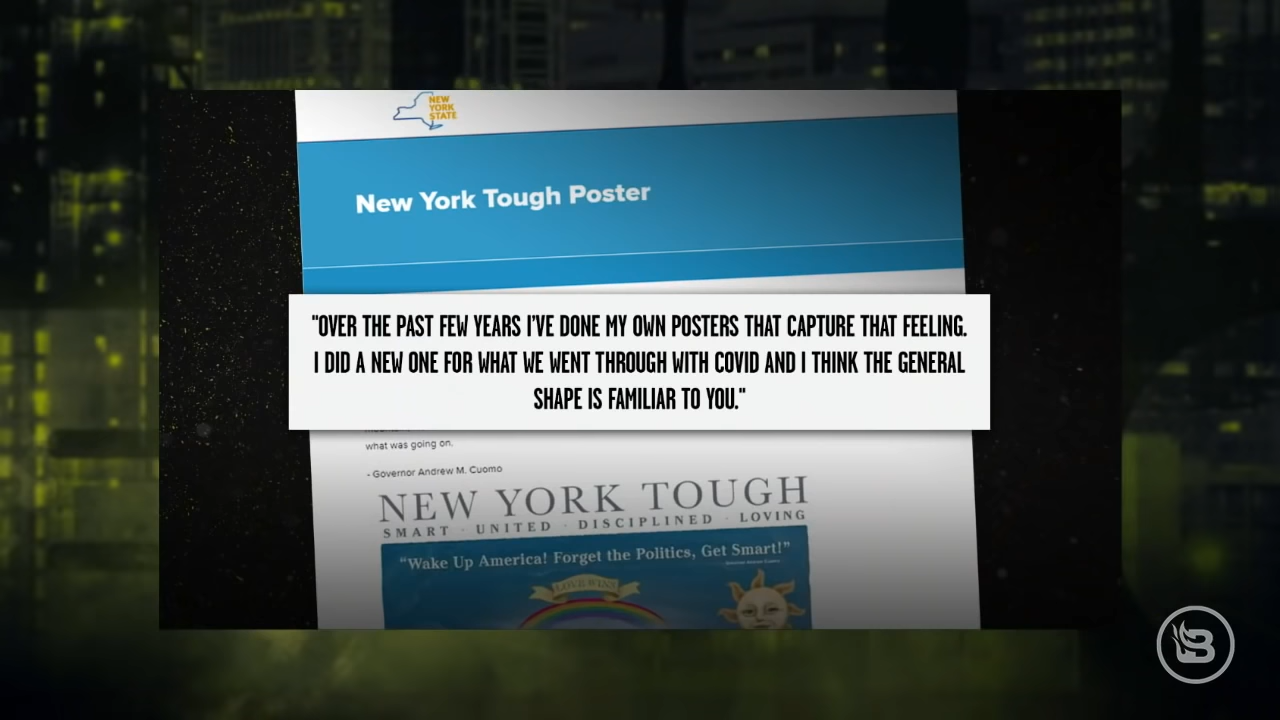 NEW
YORK
STATE
New York Tough Poster
"OVER THE PAST FEW YEARS I'VE DONE MY OWN POSTERS THAT CAPTURE THAT FEELING.
I DID A NEW ONE FOR WHAT WE WENT THROUGH WITH COVID AND I THINK THE GENERAL
SHAPE IS FAMILIAR TO YOU."
what was going on.
- Governor Andrew M. Cuomo
NEW YORK TOUGH
SMART · UNITED · DISCIPLINED · LOVING
"Wake Up America! Forget the Politics, Get Smart!"
LOVE WINS
B